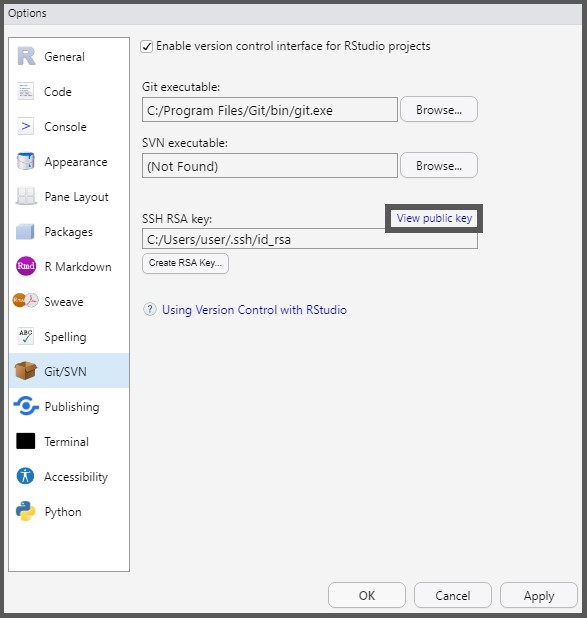 Options
General
Code
Console
Appearance
Pane Layout
Packages
R Markdown
Sweave
Spelling
Git/SVN
Publishing
Terminal
Accessibility
Python
Enable version control interface for RStudio projects
Git executable:
C:/Program Files/Git/bin/git.exe
Browse...
SVN executable:
(Not Found)
Browse...
SSH RSA key:
View public key
C:/Users/user/.ssh/id_rsa
Create RSA Key...
? Using Version Control with RStudio
OK
Cancel
Apply
R
>
Rmd
Rnw
ABC